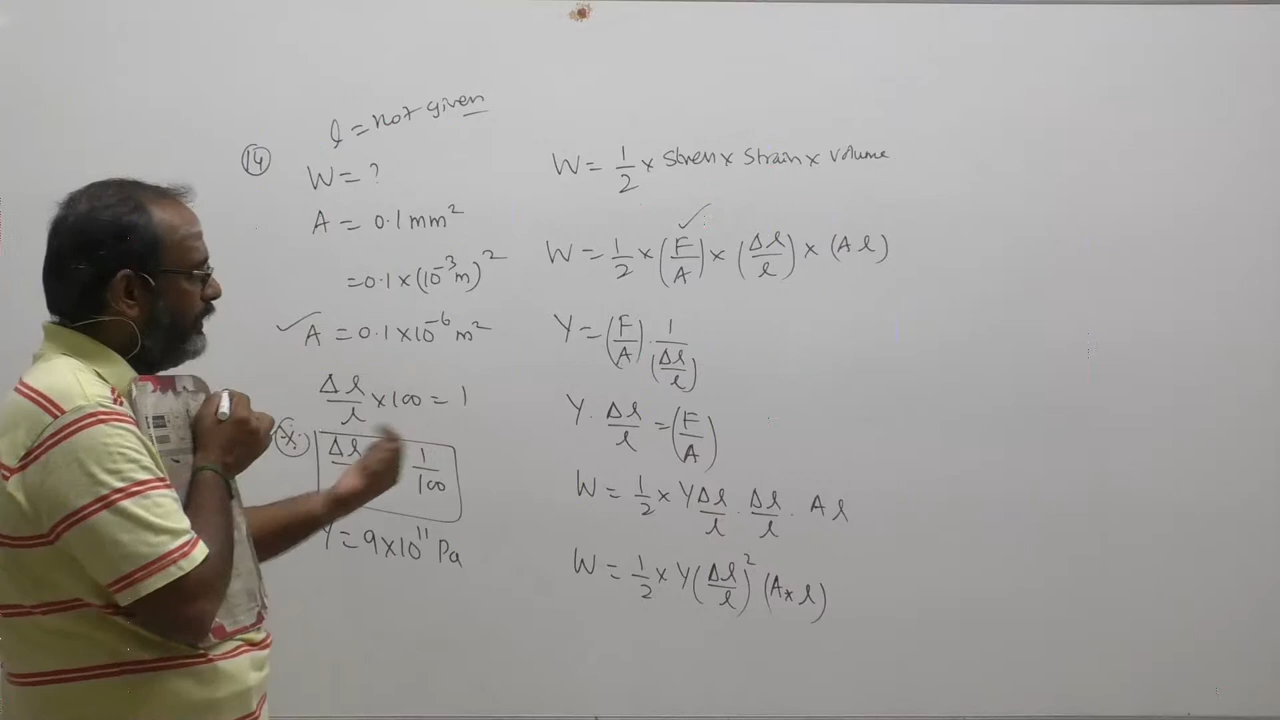 l = not given
(14)
W = ?
A = 0.1 mm²
= 0.1 × (10⁻³ m)²
A = 0.1 × 10⁻⁶ m²
Δl/l × 100 = 1
Δl 1/100
Y = 9×10¹¹ Pa
W = 1/2 × Stress × Strain × volume
W = 1/2 × (F/A) × (Δl/l) × (A l)
Y = (F/A) . 1/(Δl/l)
Y . Δl/l = (F/A)
W = 1/2 × Y Δl/l . Δl/l . A l
W = 1/2 × Y (Δl/l)² (A × l)